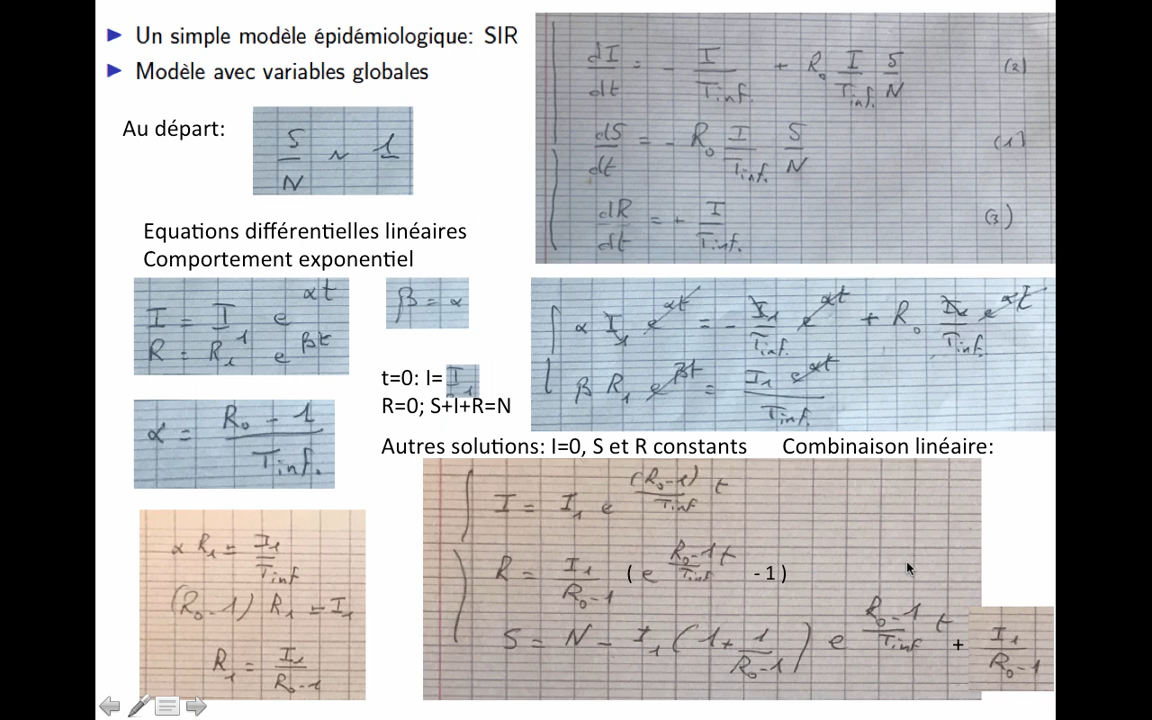 ▶ Un simple modèle épidémiologique: SIR
▶ Modèle avec variables globales
dI/dt = - I/Tinf. + R₀ I/Tinf. S/N (2)
dS/dt = - R₀ I/Tinf. S/N (1)
dR/dt = + I/Tinf. (3)
Au départ:
S/N ~ 1
Equations différentielles linéaires
Comportement exponentiel
I = I₁ e^αt
R = R₁ e^βt
β = α
α I₁ e^αt = - I₁/Tinf. e^αt + R₀ I₁/Tinf. e^αt
β R₁ e^βt = I₁ e^αt/Tinf.
t=0: I= I₁
R=0; S+I+R=N
α = R₀ - 1/Tinf.
Autres solutions: I=0, S et R constants
Combinaison linéaire:
I = I₁ e^(R₀-1)/Tinf t
R = I₁/R₀-1 (e^R₀-1/Tinf t - 1)
S = N - I₁ (1 + 1/R₀-1) e^R₀-1/Tinf t + I₁/R₀-1
α R₁ = I₁/Tinf
(R₀-1) R₁ = I₁
R₁ = I₁/R₀-1